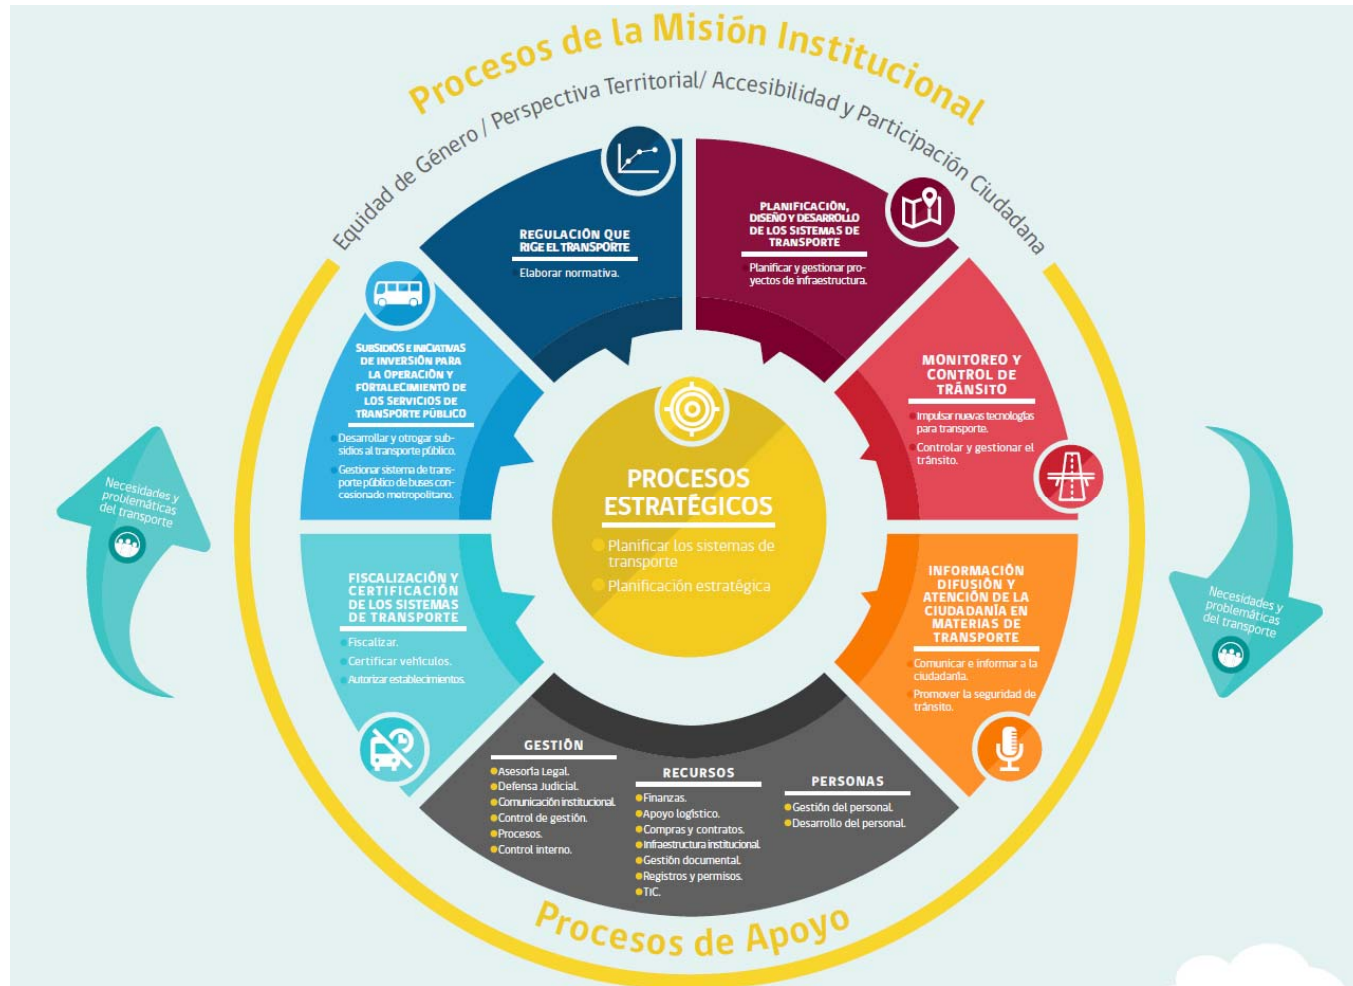 Procesos de la Misión Institucional
Equidad de Género / Perspectiva Territorial/ Accesibilidad y Participación Ciudadana
REGULACIÓN QUE
RIGE EL TRANSPORTE
Elaborar normativa.
PLANIFICACIÓN,
DISEÑO Y DESARROLLO
DE LOS SISTEMAS DE
TRANSPORTE
Planificar y gestionar pro-
yectos de infraestructura.
SUBSIDIOS E INICIATIVAS
DE INVERSIÓN PARA
LA OPERACIÓN Y
FORTALECIMIENTO DE
LOS SERVICIOS DE
TRANSPORTE PÚBLICO
Desarrollar y otrogar sub-
sidios al transporte público.
Gestionar sistema de trans-
porte público de buses con-
cesionado metropolitano.
MONITOREO Y
CONTROL DE
TRÁNSITO
Impulsar nuevas tecnologías
para transporte.
Controlar y gestionar el
tránsito.
PROCESOS
ESTRATÉGICOS
Planificar los sistemas de
transporte
Planificación estratégica
Necesidades y
problemáticas
del transporte
Necesidades y
problemáticas
del transporte
FISCALIZACIÓN Y
CERTIFICACIÓN
DE LOS SISTEMAS
DE TRANSPORTE
Fiscalizar.
Certificar vehículos.
Autorizar establecimientos.
INFORMACIÓN
DIFUSIÓN Y
ATENCIÓN DE LA
CIUDADANÍA EN
MATERIAS DE
TRANSPORTE
Comunicar e informar a la
ciudadanía.
Promover la seguridad de
tránsito.
GESTIÓN
Asesoría Legal.
Defensa Judicial.
Comunicación institucional.
Control de gestión.
Procesos.
Control interno.
RECURSOS
Finanzas.
Apoyo logístico.
Compras y contratos.
Infraestructura institucional.
Gestión documental.
Registros y permisos.
TIC.
PERSONAS
Gestión del personal.
Desarrollo del personal.
Procesos de Apoyo